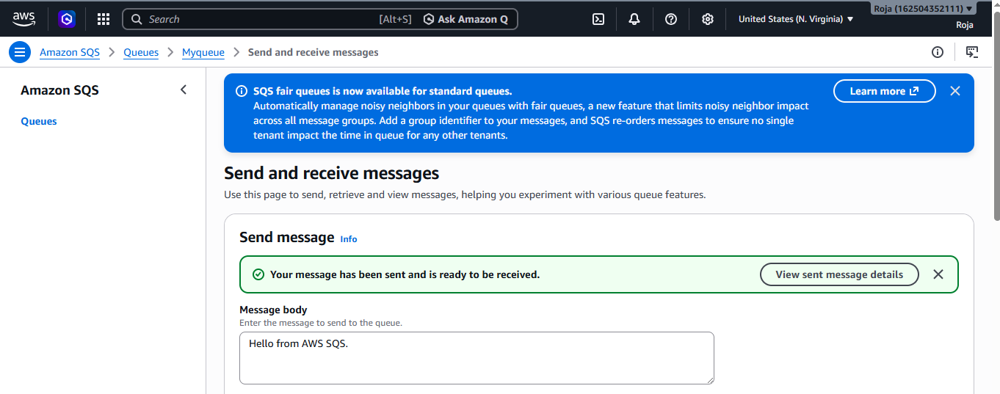 aws
Search
[Alt+S]
Ask Amazon Q
United States (N. Virginia)
Roja (162504352111)
Roja
Amazon SQS
Queues
Myqueue
Send and receive messages
Amazon SQS
Queues
SQS fair queues is now available for standard queues.
Automatically manage noisy neighbors in your queues with fair queues, a new feature that limits noisy neighbor impact
across all message groups. Add a group identifier to your messages, and SQS re-orders messages to ensure no single
tenant impact the time in queue for any other tenants.
Learn more
Send and receive messages
Use this page to send, retrieve and view messages, helping you experiment with various queue features.
Send message Info
Your message has been sent and is ready to be received.
View sent message details
Message body
Enter the message to send to the queue.
Hello from AWS SQS.